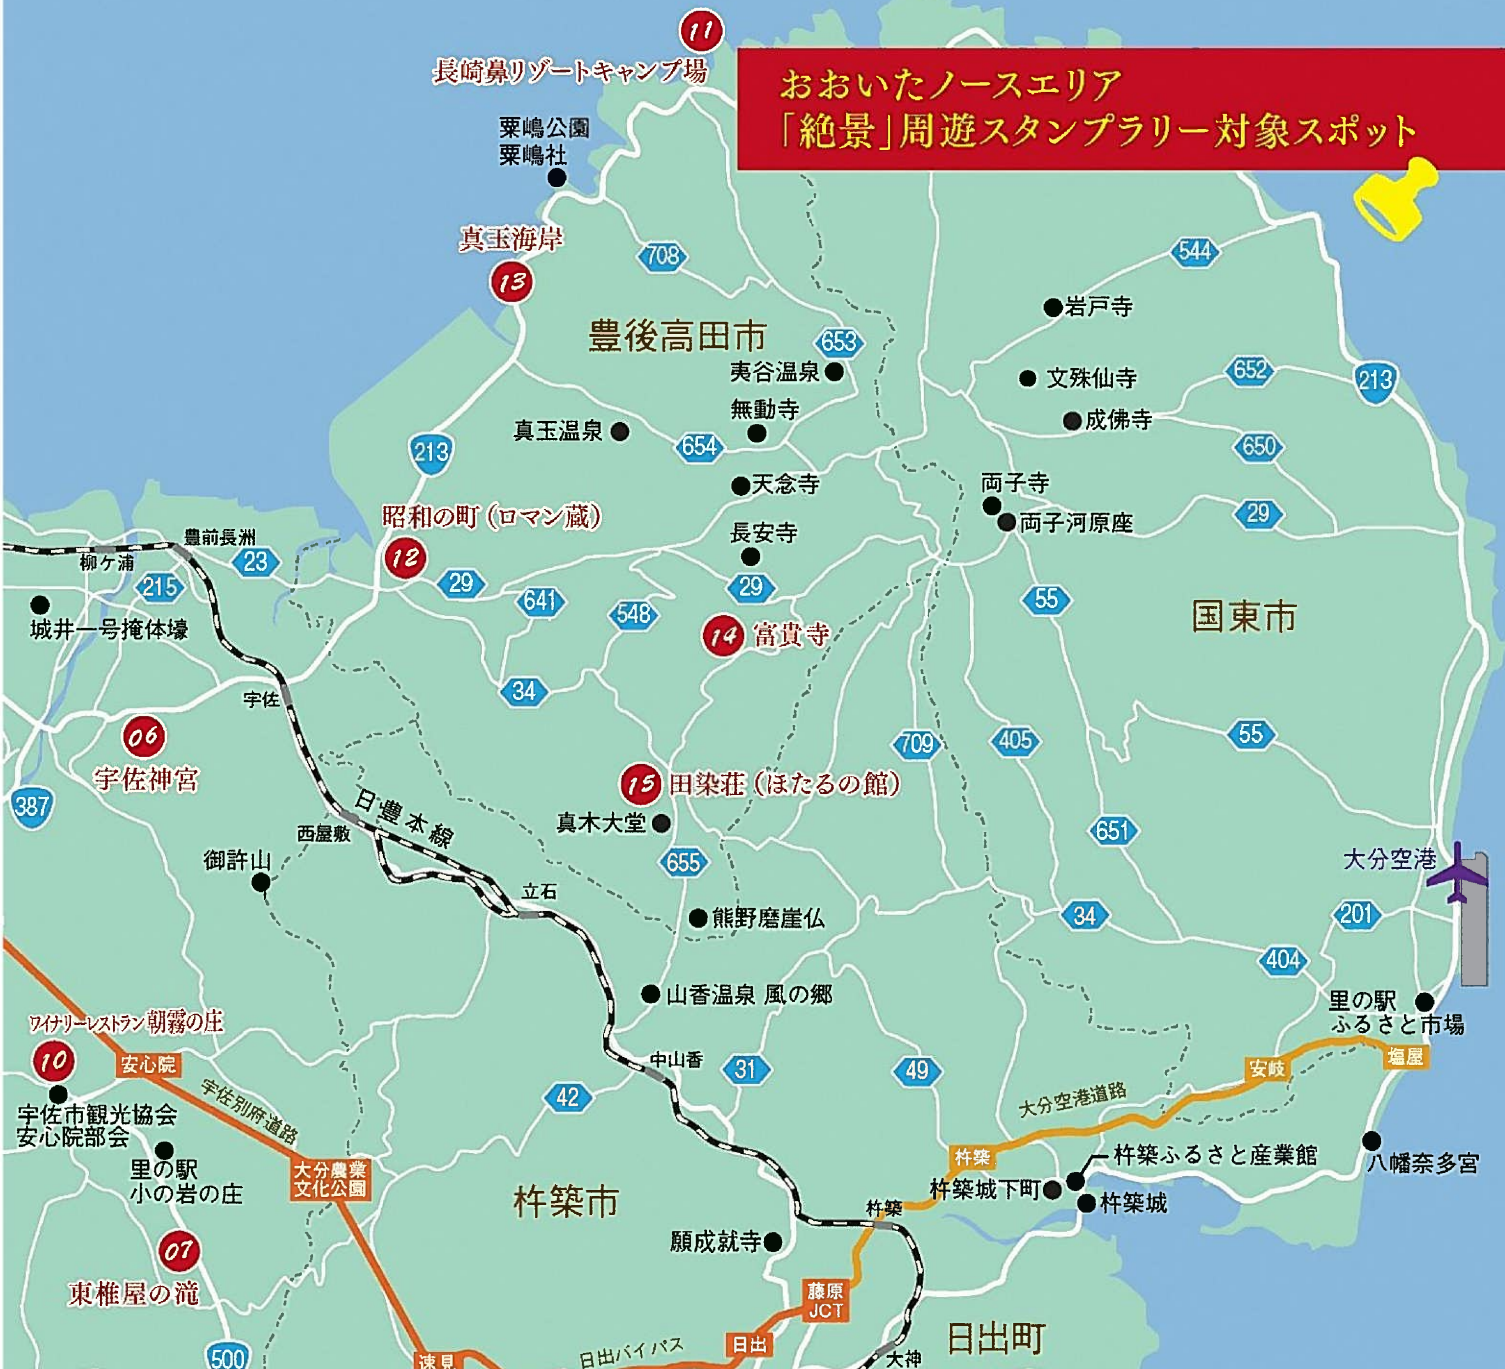 11
長崎鼻リゾートキャンプ場
おおいたノースエリア
「絶景」周遊スタンプラリー対象スポット
粟嶋公園
粟嶋社
真玉海岸
13
708
544
岩戸寺
豊後高田市
653
夷谷温泉
文殊仙寺
652
213
無動寺
成佛寺
真玉温泉
654
650
213
天念寺
両子寺
両子河原座
29
昭和の町（ロマン蔵）
12
長安寺
豊前長洲
柳ケ浦
23
215
29
641
548
29
55
城井一号掩体壕
14
富貴寺
国東市
宇佐
34
06
宇佐神宮
709
405
55
387
15
田染荘（ほたるの館）
真木大堂
日豊本線
西屋敷
651
大分空港
御許山
655
立石
熊野磨崖仏
34
201
404
山香温泉 風の郷
里の駅
ふるさと市場
ワイナリーレストラン朝霧の庄
10
安心院
宇佐市観光協会
安心院部会
宇佐別府道路
中山香
31
49
42
安岐
塩屋
大分空港道路
里の駅
小の岩の庄
大分農業
文化公園
杵築
杵築ふるさと産業館
八幡奈多宮
杵築城下町
杵築城
杵築市
杵築
07
東椎屋の滝
願成就寺
藤原
JCT
日出町
日出
日出バイパス
大神
速見
500